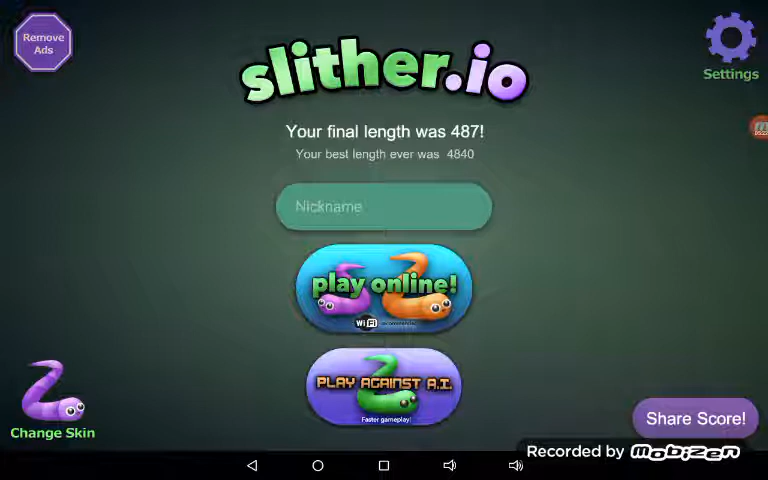 Remove
Ads
slither.io
Settings
Your final length was 487!
Your best length ever was 4840
Nickname
play online!
WiFi
PLAY AGAINST A.I.
Faster gameplay!
Change Skin
Share Score!
Recorded by Mobizen